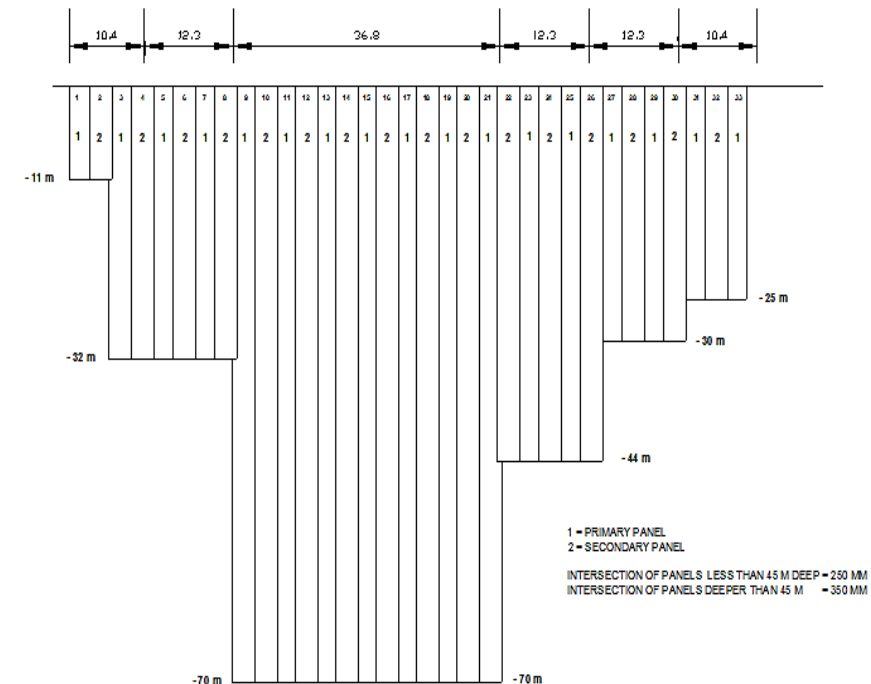 10.4 12.3 36.8 12.3 12.3 10.4
1 2 3 4 5 6 7 8 9 10 11 12 13 14 15 16 17 18 19 20 21 22 23 24 25 26 27 28 29 30 31 32 33
1 2 1 2 1 2 1 2 1 2 1 2 1 2 1 2 1 2 1 2 1 2 1 2 1 2 1 2 1 2 1 2 1
-11 m
-25 m
-30 m
-32 m
-44 m
1 = PRIMARY PANEL
2 = SECONDARY PANEL
INTERSECTION OF PANELS LESS THAN 45 M DEEP = 250 MM
INTERSECTION OF PANELS DEEPER THAN 45 M = 350 MM
-70 m -70 m